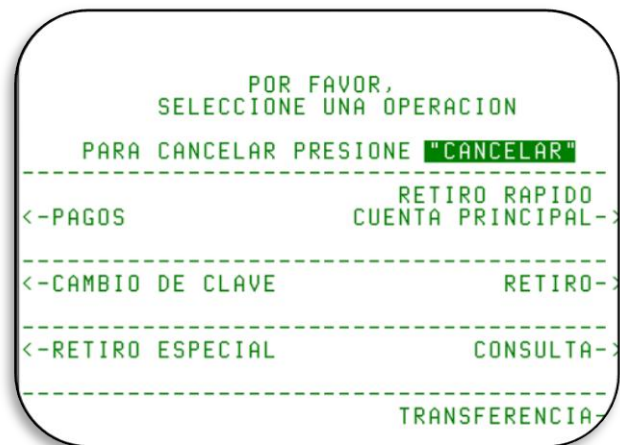 POR FAVOR,
SELECCIONE UNA OPERACION
PARA CANCELAR PRESIONE "CANCELAR"
RETIRO RAPIDO
<-PAGOS CUENTA PRINCIPAL->
<-CAMBIO DE CLAVE RETIRO->
<-RETIRO ESPECIAL CONSULTA->
TRANSFERENCIA-